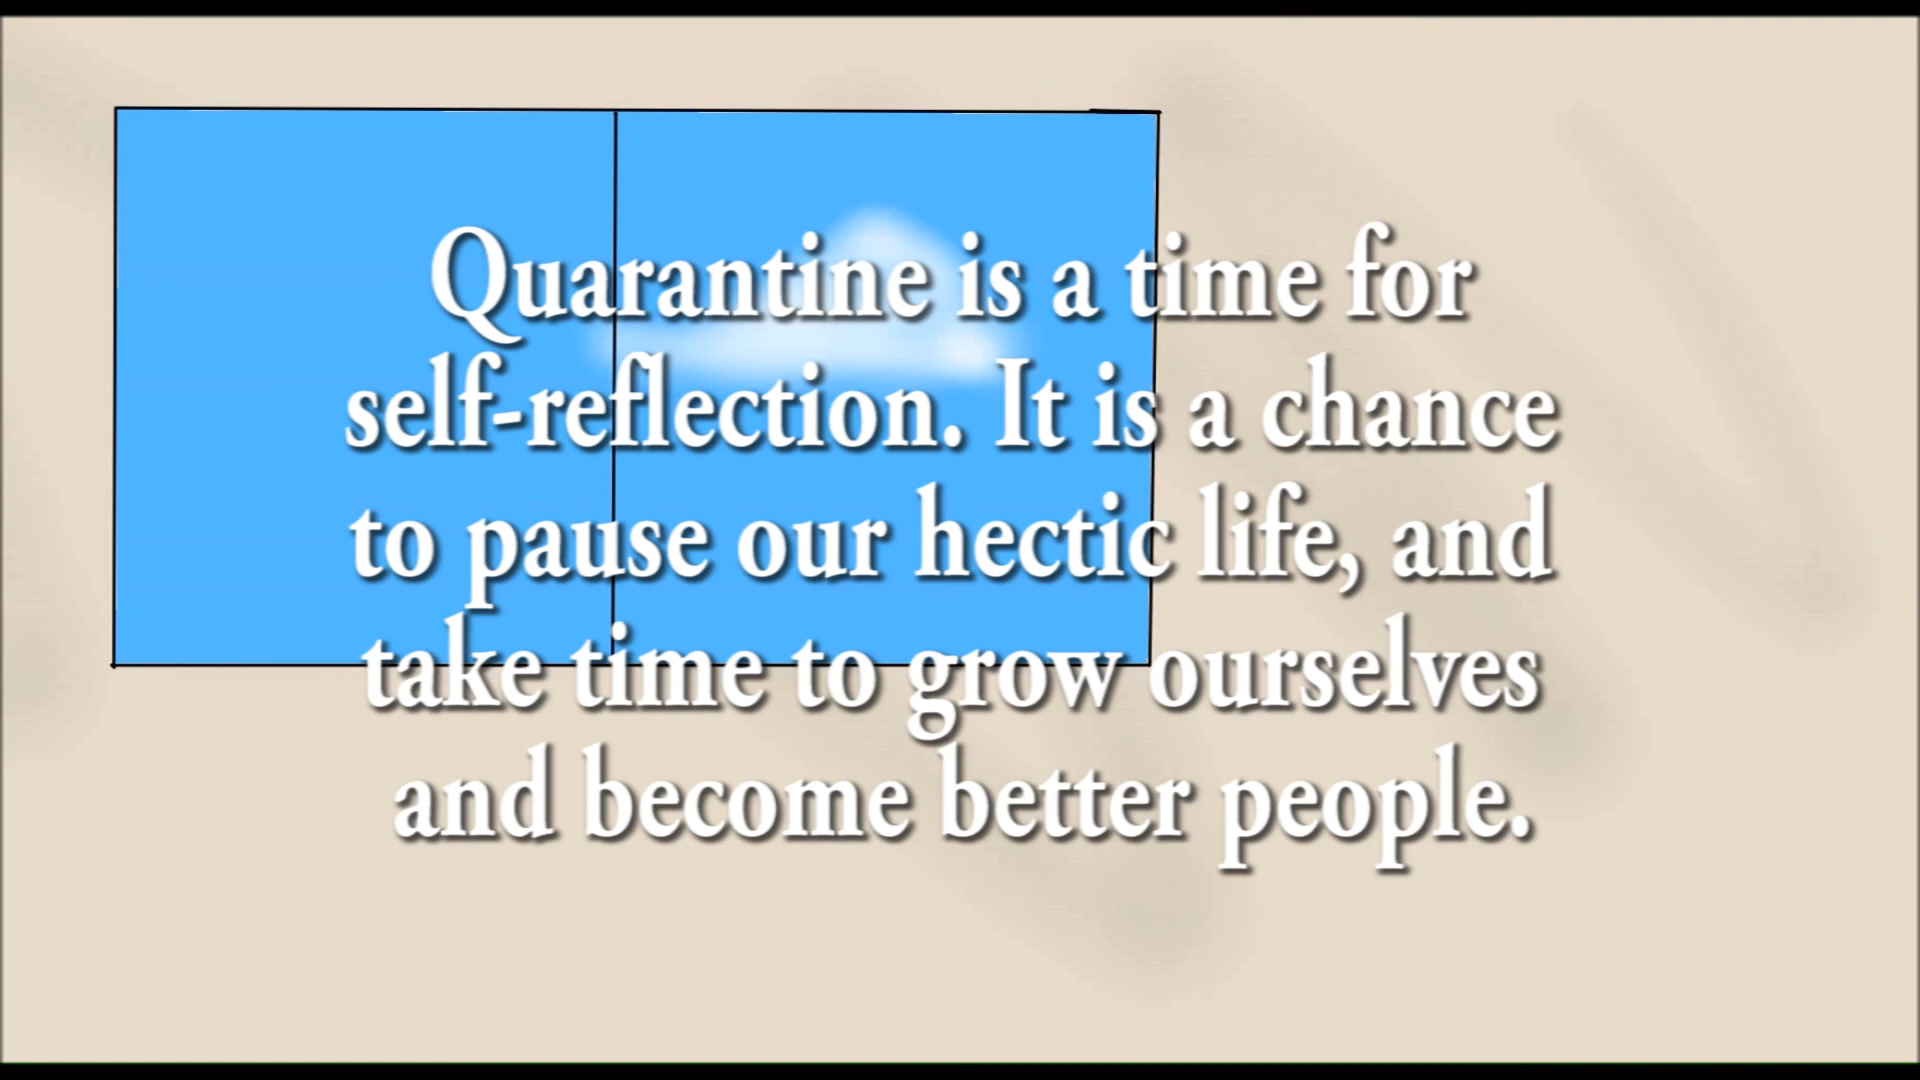 Quarantine is a time for
self-reflection. It is a chance
to pause our hectic life, and
take time to grow ourselves
and become better people.